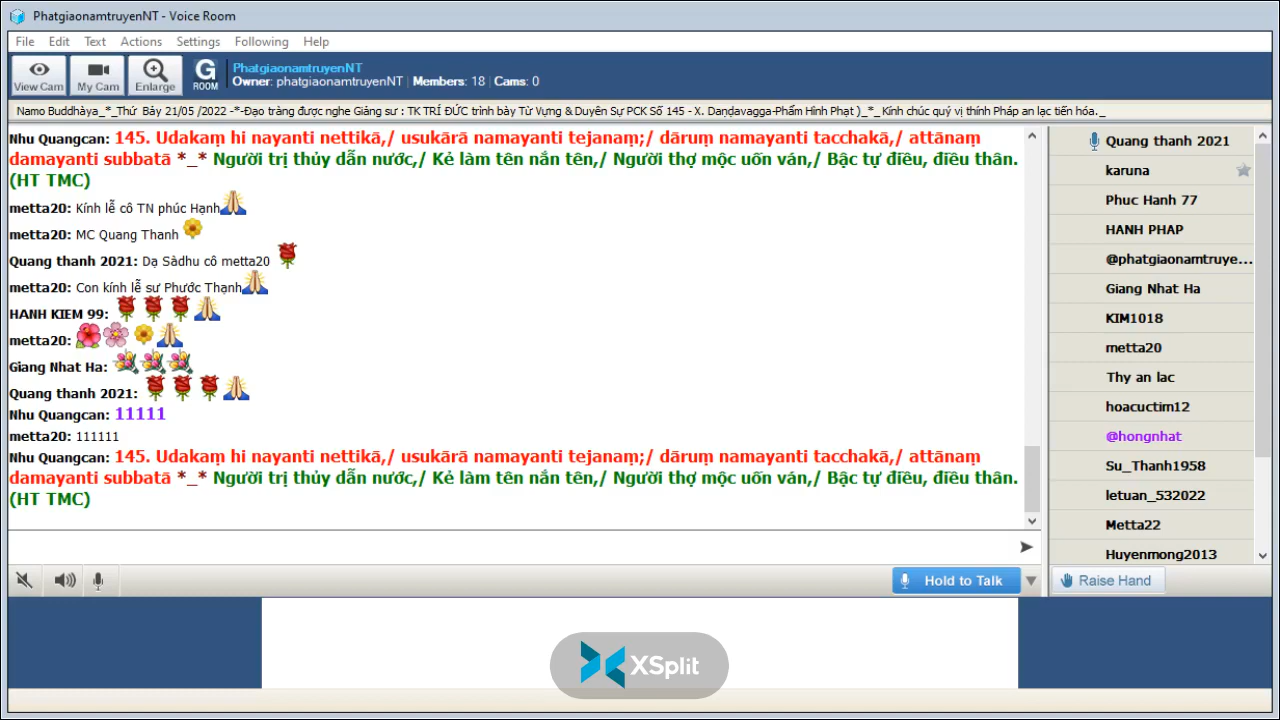 PhatgiaonamtruyenNT - Voice Room
File Edit Text Actions Settings Following Help
View Cam My Cam Enlarge G ROOM PhatgiaonamtruyenNT
Owner: phatgiaonamtruyenNT | Members: 18 | Cams: 0
Namo Buddhàya_*_Thứ Bảy 21/05 /2022 -*-Đạo tràng được nghe Giảng sư : TK TRÍ ĐỨC trình bày Từ Vựng & Duyên Sự PCK Số 145 - X. Daṇḍavagga-Phẩm Hình Phạt )_*_Kính chúc quý vị thính Pháp an lạc tiến hóa._
Nhu Quangcan: 145. Udakaṃ hi nayanti nettikā,/ usukārā namayanti tejanaṃ;/ dāruṃ namayanti tacchakā,/ attānaṃ
damayanti subbatā *_* Người trị thủy dẫn nước,/ Kẻ làm tên nắn tên,/ Người thợ mộc uốn ván,/ Bậc tự điều, điều thân.
(HT TMC)
metta20: Kính lễ cô TN phúc Hạnh
metta20: MC Quang Thanh
Quang thanh 2021: Dạ Sàdhu cô metta20
metta20: Con kính lễ sư Phước Thạnh
HANH KIEM 99:
metta20:
Giang Nhat Ha:
Quang thanh 2021:
Nhu Quangcan: 11111
metta20: 111111
Nhu Quangcan: 145. Udakaṃ hi nayanti nettikā,/ usukārā namayanti tejanaṃ;/ dāruṃ namayanti tacchakā,/ attānaṃ
damayanti subbatā *_* Người trị thủy dẫn nước,/ Kẻ làm tên nắn tên,/ Người thợ mộc uốn ván,/ Bậc tự điều, điều thân.
(HT TMC)
Quang thanh 2021
karuna
Phuc Hanh 77
HANH PHAP
@phatgiaonamtruye...
Giang Nhat Ha
KIM1018
metta20
Thy an lac
hoacuctim12
@hongnhat
Su_Thanh1958
letuan_532022
Metta22
Huyenmong2013
Hold to Talk
Raise Hand
XSplit